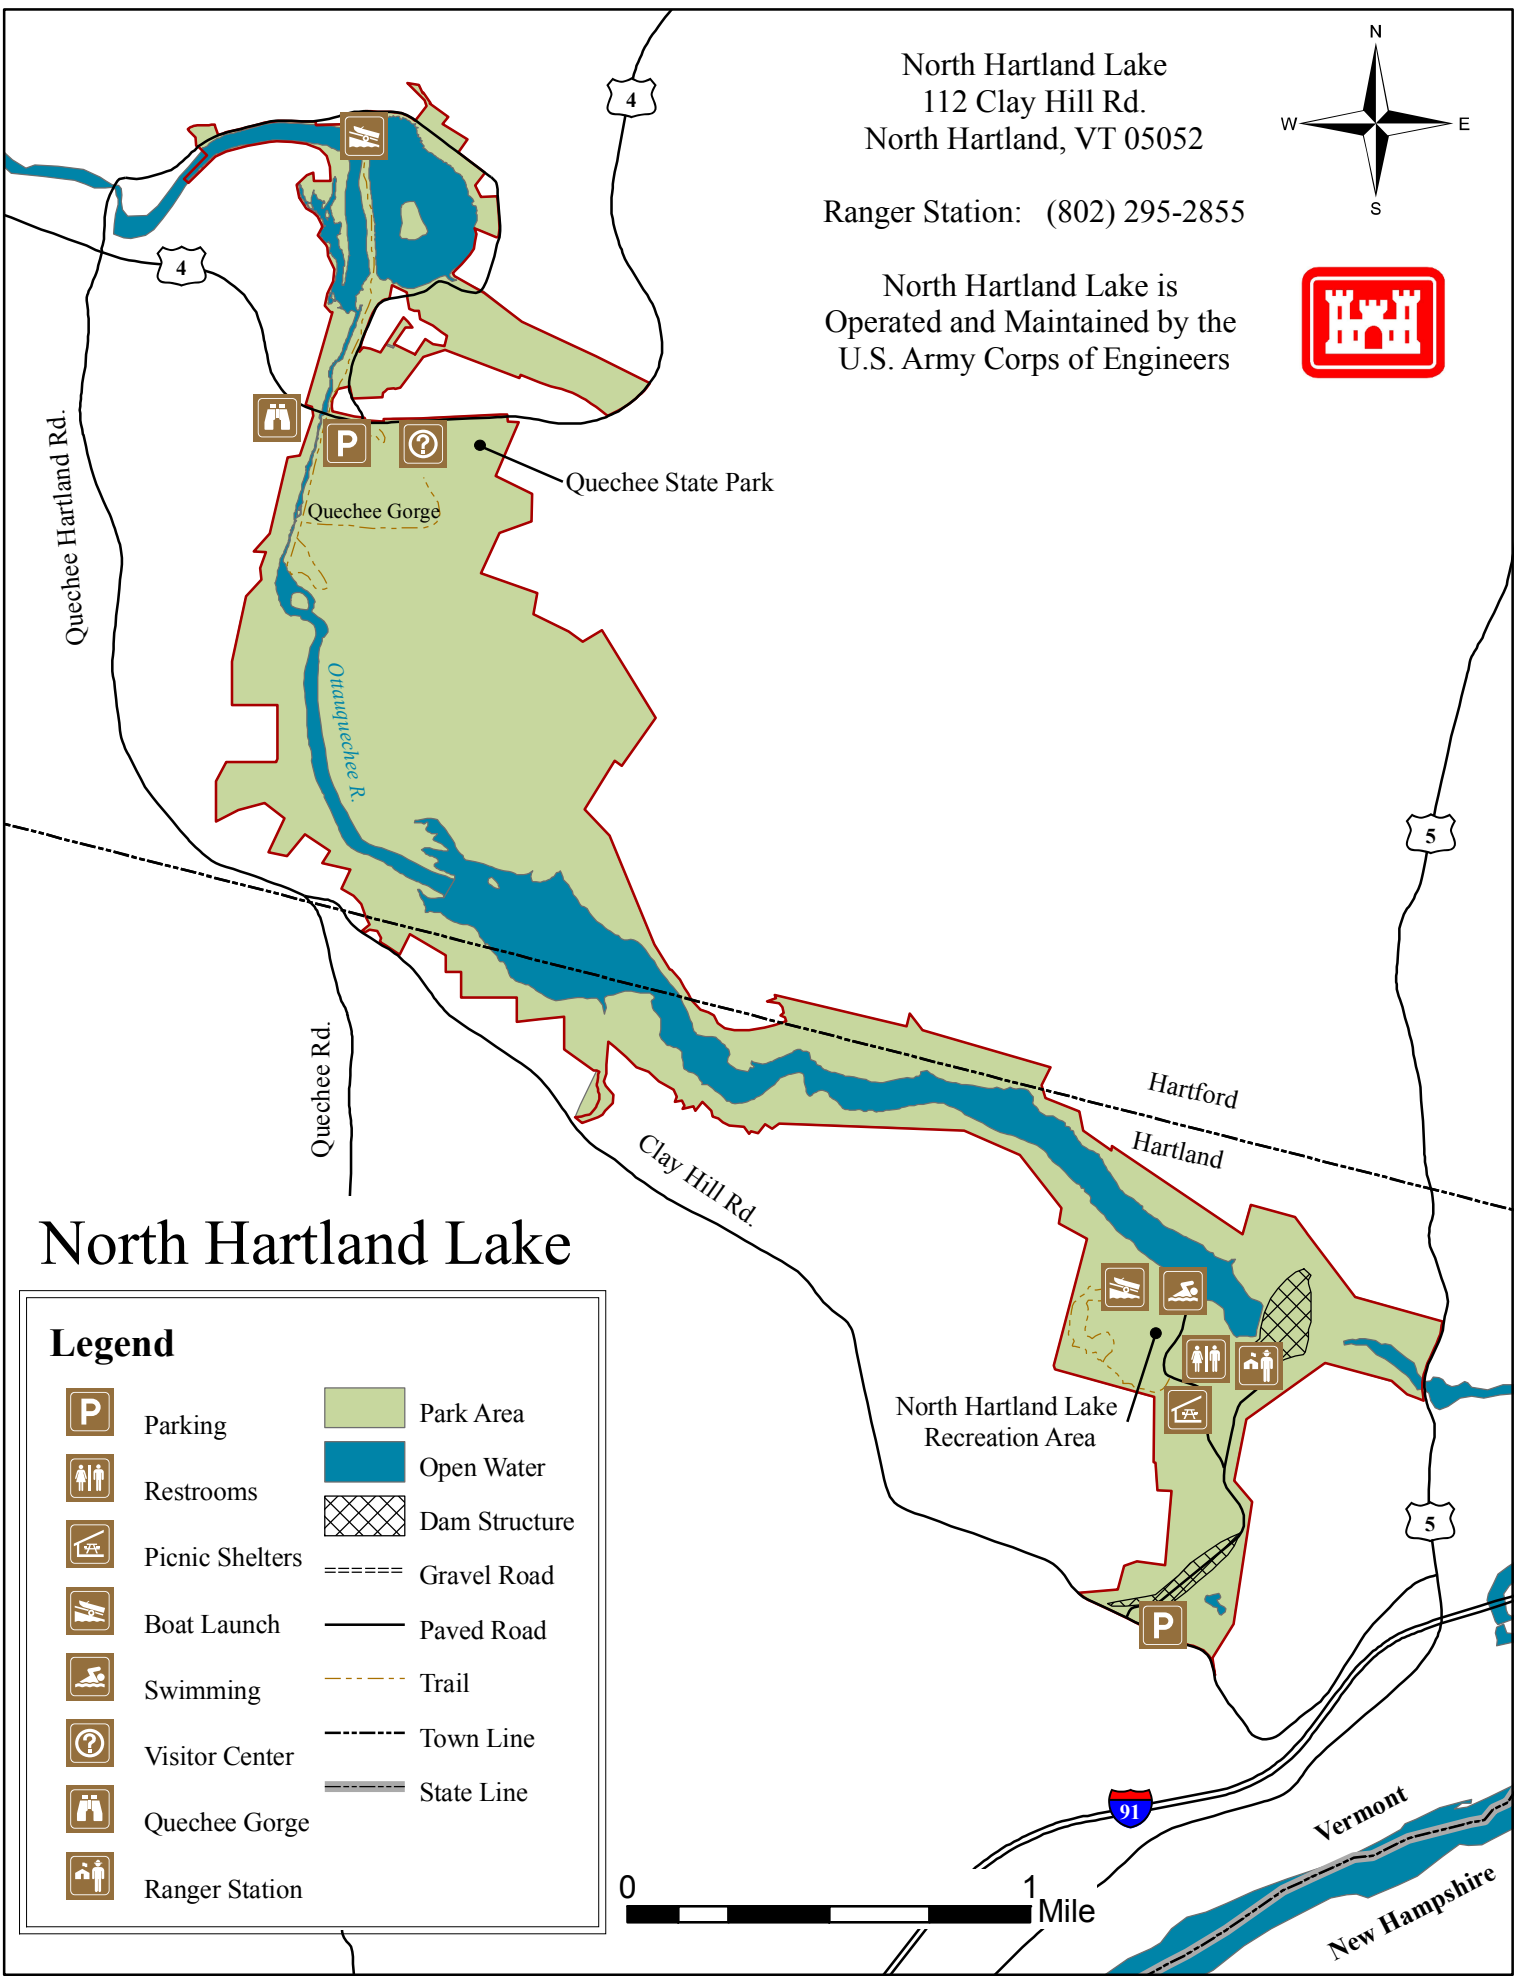 North Hartland Lake
112 Clay Hill Rd.
North Hartland, VT 05052
Ranger Station: (802) 295-2855
North Hartland Lake is
Operated and Maintained by the
U.S. Army Corps of Engineers
N
W
E
S
4
4
P
?
Quechee State Park
Quechee Gorge
Quechee Hartland Rd.
Ottauquechee R.
5
Quechee Rd.
Clay Hill Rd.
Hartford
Hartland
North Hartland Lake
Recreation Area
5
P
91
Vermont
New Hampshire
0
1
Mile
North Hartland Lake
Legend
P
Parking
Restrooms
Picnic Shelters
Boat Launch
Swimming
?
Visitor Center
Quechee Gorge
Ranger Station
Park Area
Open Water
Dam Structure
Gravel Road
Paved Road
Trail
Town Line
State Line